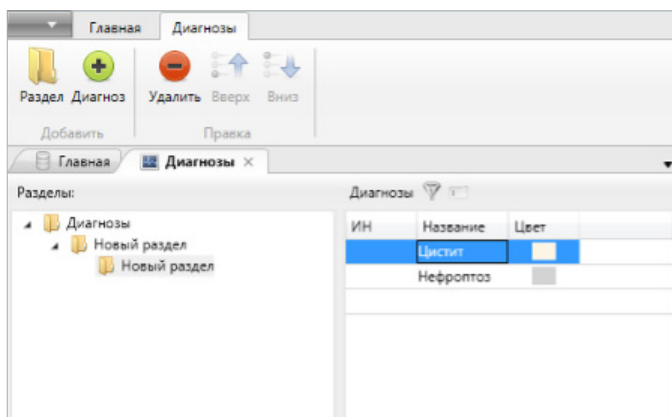 Главная Диагнозы
Раздел Диагноз Удалить Вверх Вниз
Добавить Правка
Главная Диагнозы ×
Разделы: Диагнозы
Диагнозы
Новый раздел
Новый раздел
ИН Название Цвет
Цистит
Нефроптоз